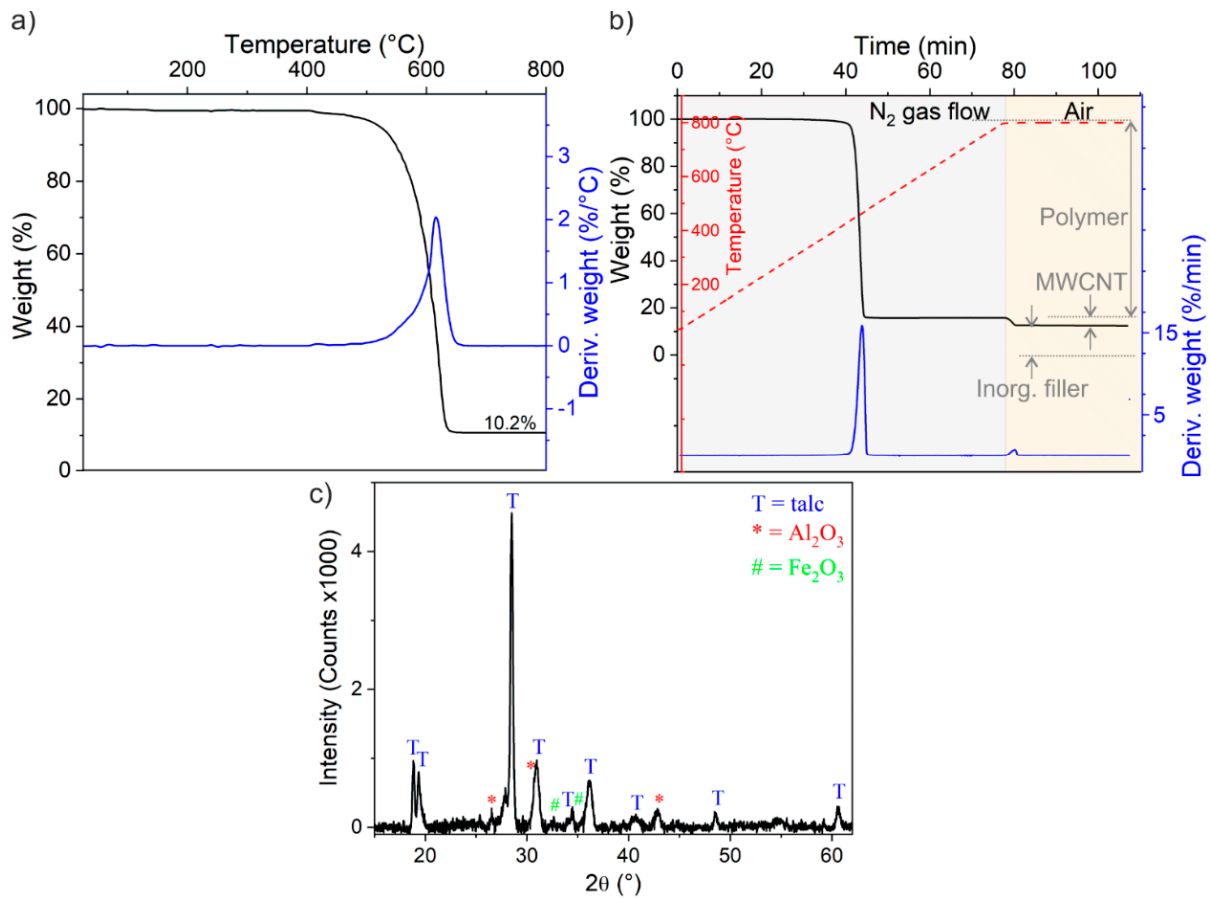 a)
Temperature (°C)
200 400 600 800
100
80
60
40
20
0
Weight (%)
3
2
1
0
-1
Deriv. weight (%/°C)
10.2%
b)
Time (min)
0 20 40 60 80 100
N₂ gas flow
Air
100
80
60
40
20
0
Weight (%)
800
600
400
200
Temperature (°C)
Polymer
MWCNT
Inorg. filler
15
5
Deriv. weight (%/min)
c)
T = talc
* = Al₂O₃
# = Fe₂O₃
4
2
0
Intensity (Counts x1000)
T T * T * T # T # T T * T T
20 30 40 50 60
2θ (°)